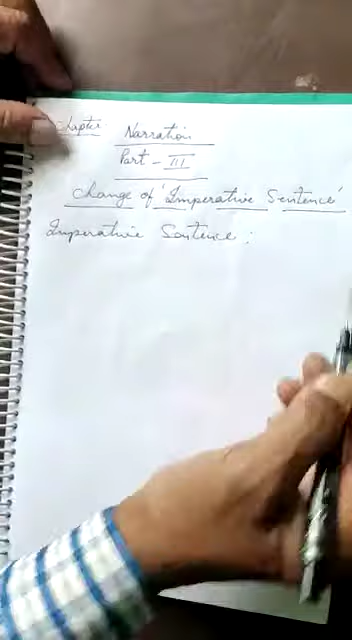 Chapter Narration
Part - III
Change of 'Imperative Sentence'
Imperative Sentence :